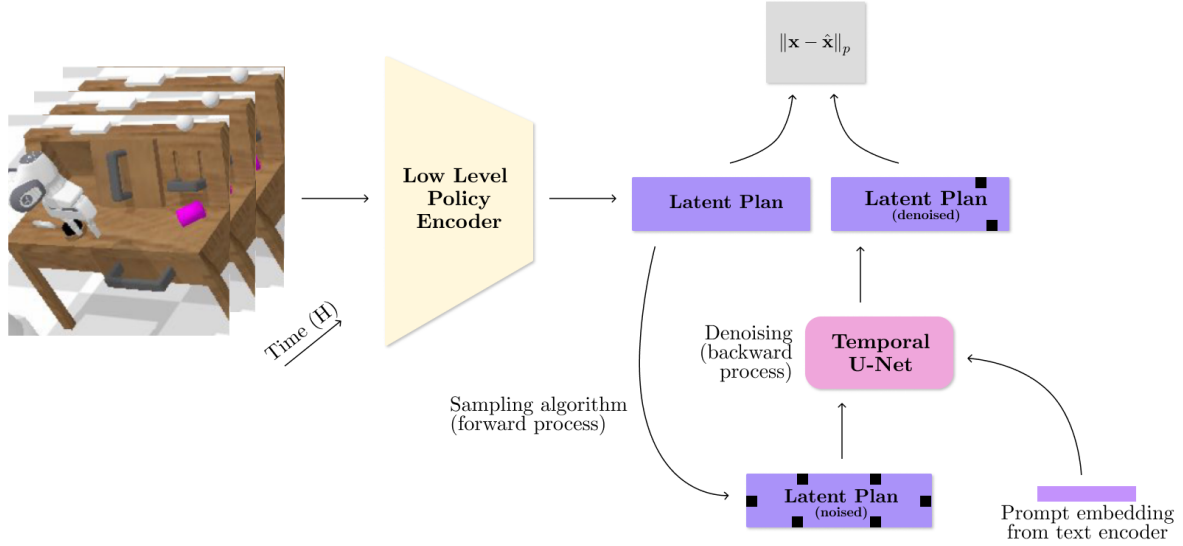 ‖x − x̂‖ₚ
Low Level
Policy
Encoder
Latent Plan
Latent Plan
(denoised)
Time (H)
Denoising
(backward
process)
Temporal
U-Net
Sampling algorithm
(forward process)
Latent Plan
(noised)
Prompt embedding
from text encoder